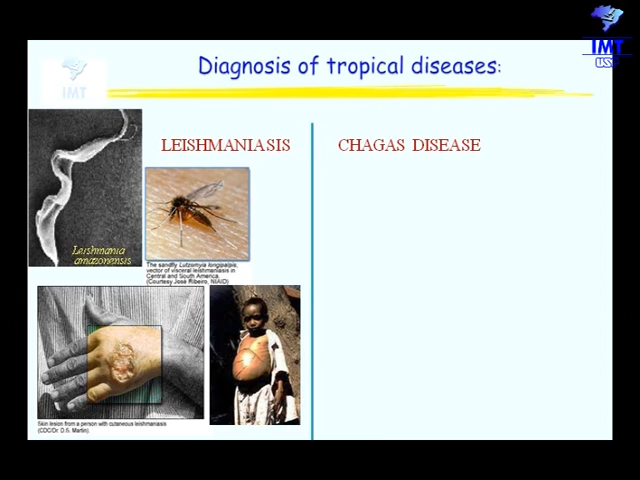 IMT
USP
Diagnosis of tropical diseases:
IMT
LEISHMANIASIS
CHAGAS DISEASE
Leishmania
amazonensis
The sandfly Lutzomyia longipalpis,
vector of visceral leishmaniasis in
Central and South America.
(Courtesy José Ribeiro, NIAID)
Skin lesion from a person with cutaneous leishmaniasis
(CDC/Dr. D.S. Martin).